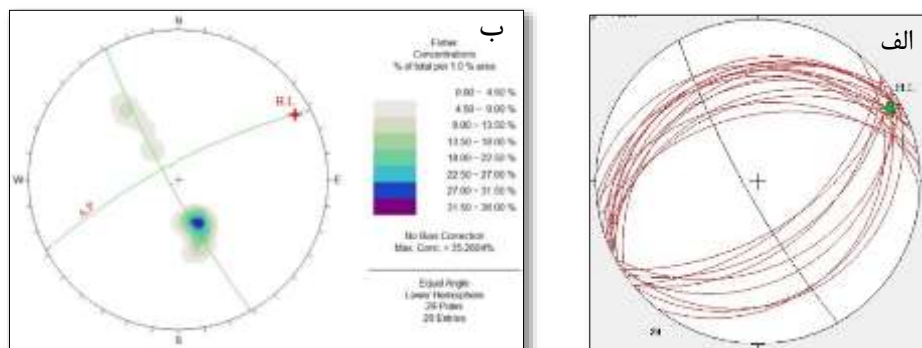 ب
N
W
E
S
H.L
A.P
Fisher
Concentrations
% of total per 1.0 % area
0.00 ~ 4.50 %
4.50 ~ 9.00 %
9.00 ~ 13.50 %
13.50 ~ 18.00 %
18.00 ~ 22.50 %
22.50 ~ 27.00 %
27.00 ~ 31.50 %
31.50 ~ 36.00 %
No Bias Correction
Max. Conc. = 35.2604%
Equal Angle
Lower Hemisphere
29 Poles
29 Entries
الف
H.L